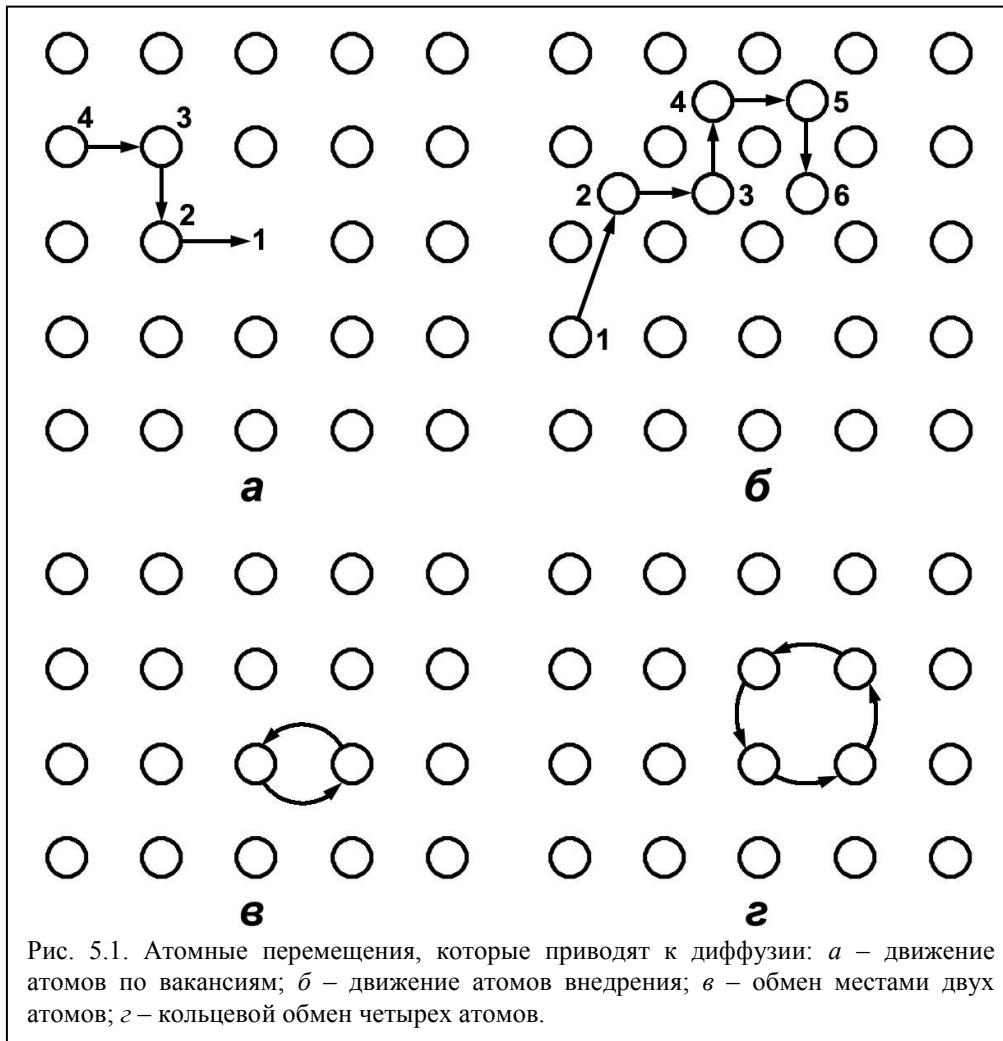 4 3
2 1
4 5
2 3 6
1
а б
в г
Рис. 5.1. Атомные перемещения, которые приводят к диффузии: а – движение
атомов по вакансиям; б – движение атомов внедрения; в – обмен местами двух
атомов; г – кольцевой обмен четырех атомов.